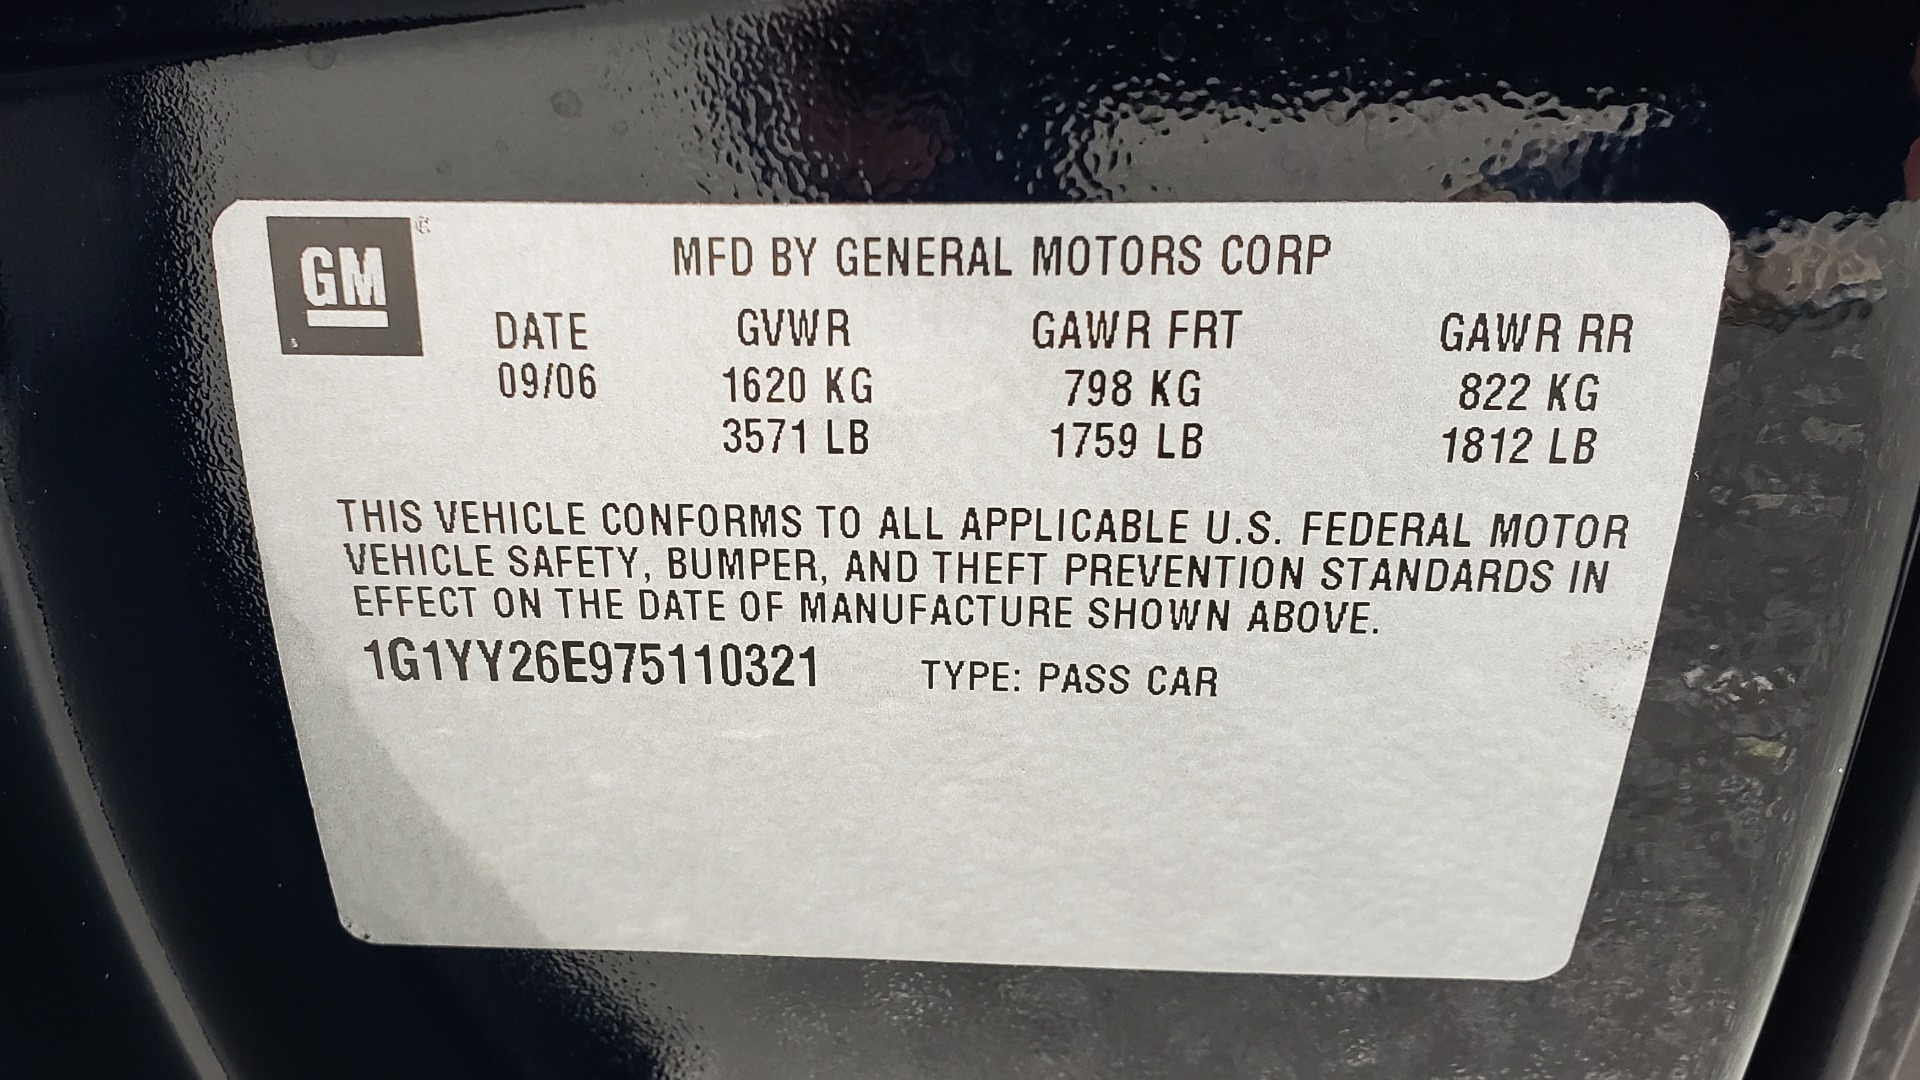 GM
MFD BY GENERAL MOTORS CORP
DATE GVWR GAWR FRT GAWR RR
09/06 1620 KG 798 KG 822 KG
3571 LB 1759 LB 1812 LB
THIS VEHICLE CONFORMS TO ALL APPLICABLE U.S. FEDERAL MOTOR
VEHICLE SAFETY, BUMPER, AND THEFT PREVENTION STANDARDS IN
EFFECT ON THE DATE OF MANUFACTURE SHOWN ABOVE.
1G1YY26E975110321 TYPE: PASS CAR